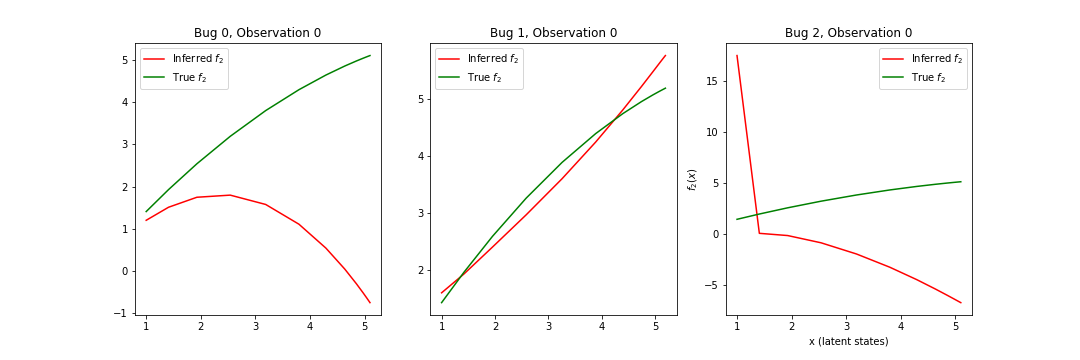 Bug 0, Observation 0
Inferred f₂
True f₂
5
4
3
2
1
0
−1
1 2 3 4 5
Bug 1, Observation 0
Inferred f₂
True f₂
5
4
3
2
1 2 3 4 5
Bug 2, Observation 0
Inferred f₂
True f₂
f₂(x)
15
10
5
0
−5
1 2 3 4 5
x (latent states)